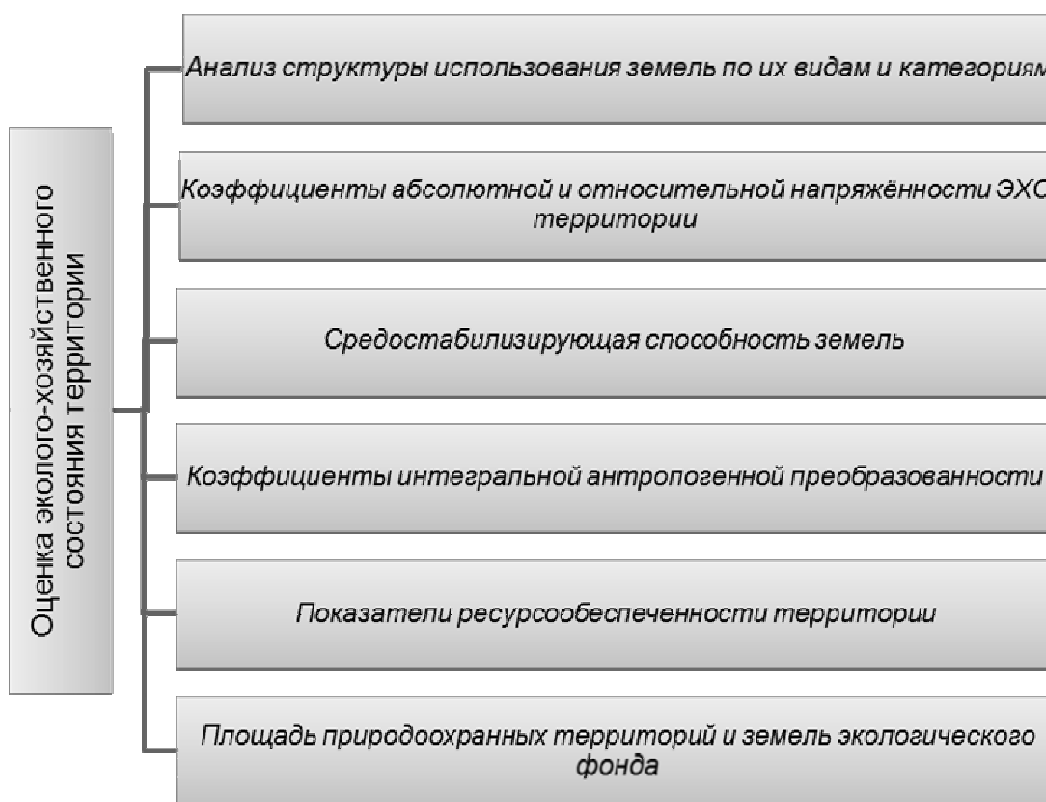 Оценка эколого-хозяйственного
состояния территории
Анализ структуры использования земель по их видам и категориям
Коэффициенты абсолютной и относительной напряжённости ЭХС
территории
Средостабилизирующая способность земель
Коэффициенты интегральной антропогенной преобразованности
Показатели ресурсообеспеченности территории
Площадь природоохранных территорий и земель экологического
фонда